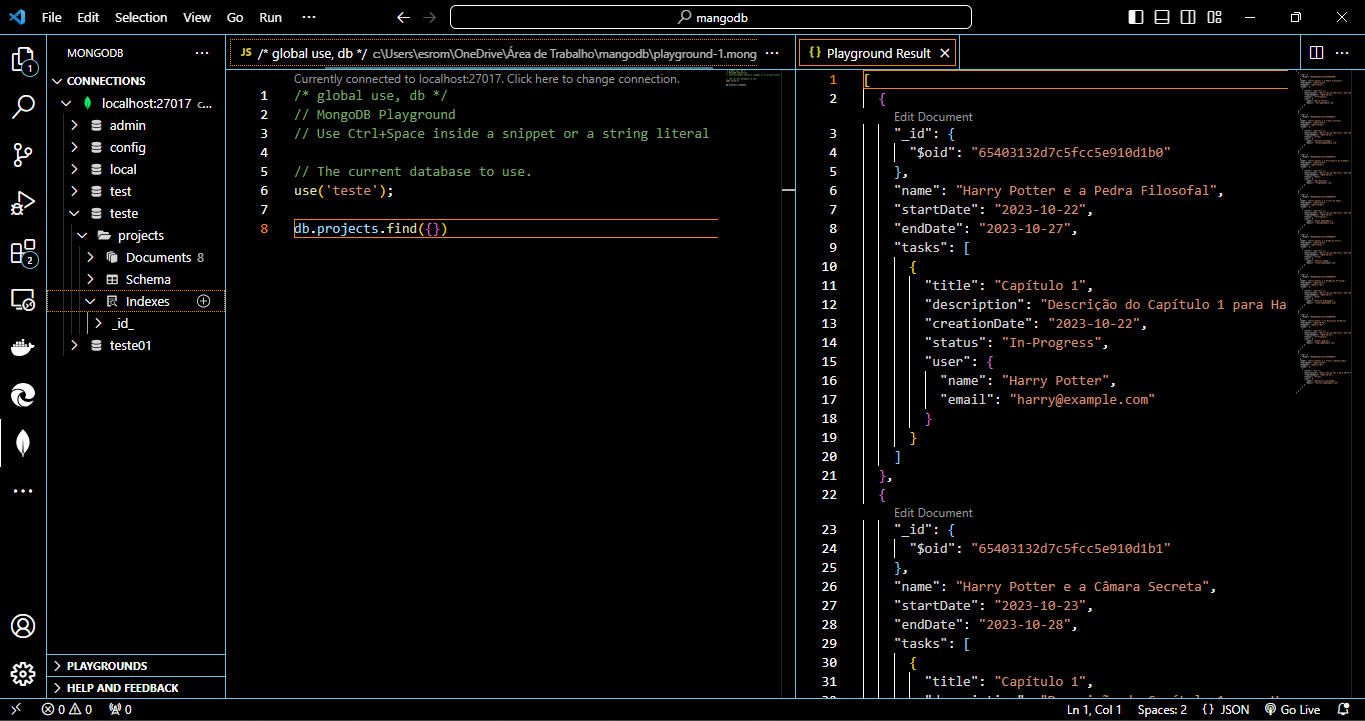 File Edit Selection View Go Run ··· mangodb
MONGODB ···
CONNECTIONS
localhost:27017 c...
admin
config
local
test
teste
projects
Documents 8
Schema
Indexes
_id_
teste01
PLAYGROUNDS
HELP AND FEEDBACK
1
2
JS /* global use, db */ c:\Users\esrom\OneDrive\Área de Trabalho\mangodb\playground-1.mong ···
Currently connected to localhost:27017. Click here to change connection.
1 /* global use, db */
2 // MongoDB Playground
3 // Use Ctrl+Space inside a snippet or a string literal
4
5 // The current database to use.
6 use('teste');
7
8 db.projects.find({})
{} Playground Result ···
1 [
2 {
Edit Document
3 "_id": {
4 "$oid": "65403132d7c5fcc5e910d1b0"
5 },
6 "name": "Harry Potter e a Pedra Filosofal",
7 "startDate": "2023-10-22",
8 "endDate": "2023-10-27",
9 "tasks": [
10 {
11 "title": "Capítulo 1",
12 "description": "Descrição do Capítulo 1 para Ha
13 "creationDate": "2023-10-22",
14 "status": "In-Progress",
15 "user": {
16 "name": "Harry Potter",
17 "email": "harry@example.com"
18 }
19 }
20 ]
21 },
22 {
Edit Document
23 "_id": {
24 "$oid": "65403132d7c5fcc5e910d1b1"
25 },
26 "name": "Harry Potter e a Câmara Secreta",
27 "startDate": "2023-10-23",
28 "endDate": "2023-10-28",
29 "tasks": [
30 {
31 "title": "Capítulo 1",
0 0 0 Ln 1, Col 1 Spaces: 2 {} JSON Go Live